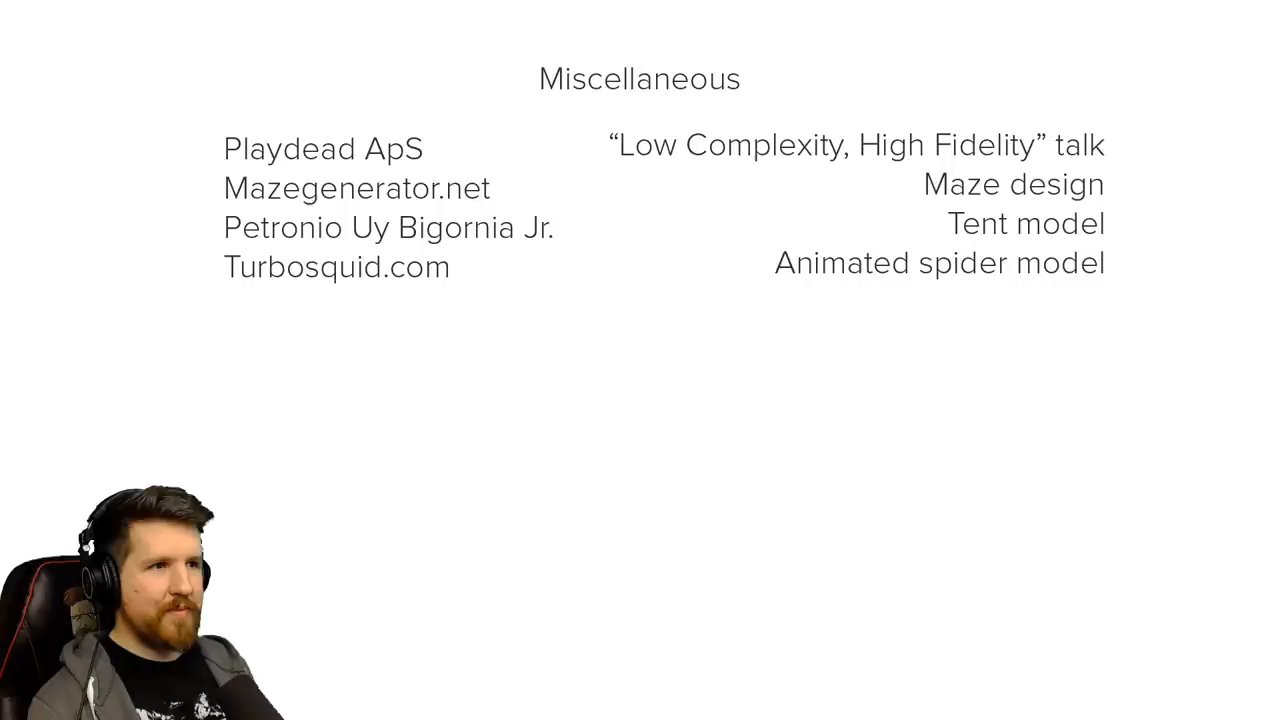 Miscellaneous
Playdead ApS
“Low Complexity, High Fidelity” talk
Mazegenerator.net
Maze design
Petronio Uy Bigornia Jr.
Tent model
Turbosquid.com
Animated spider model